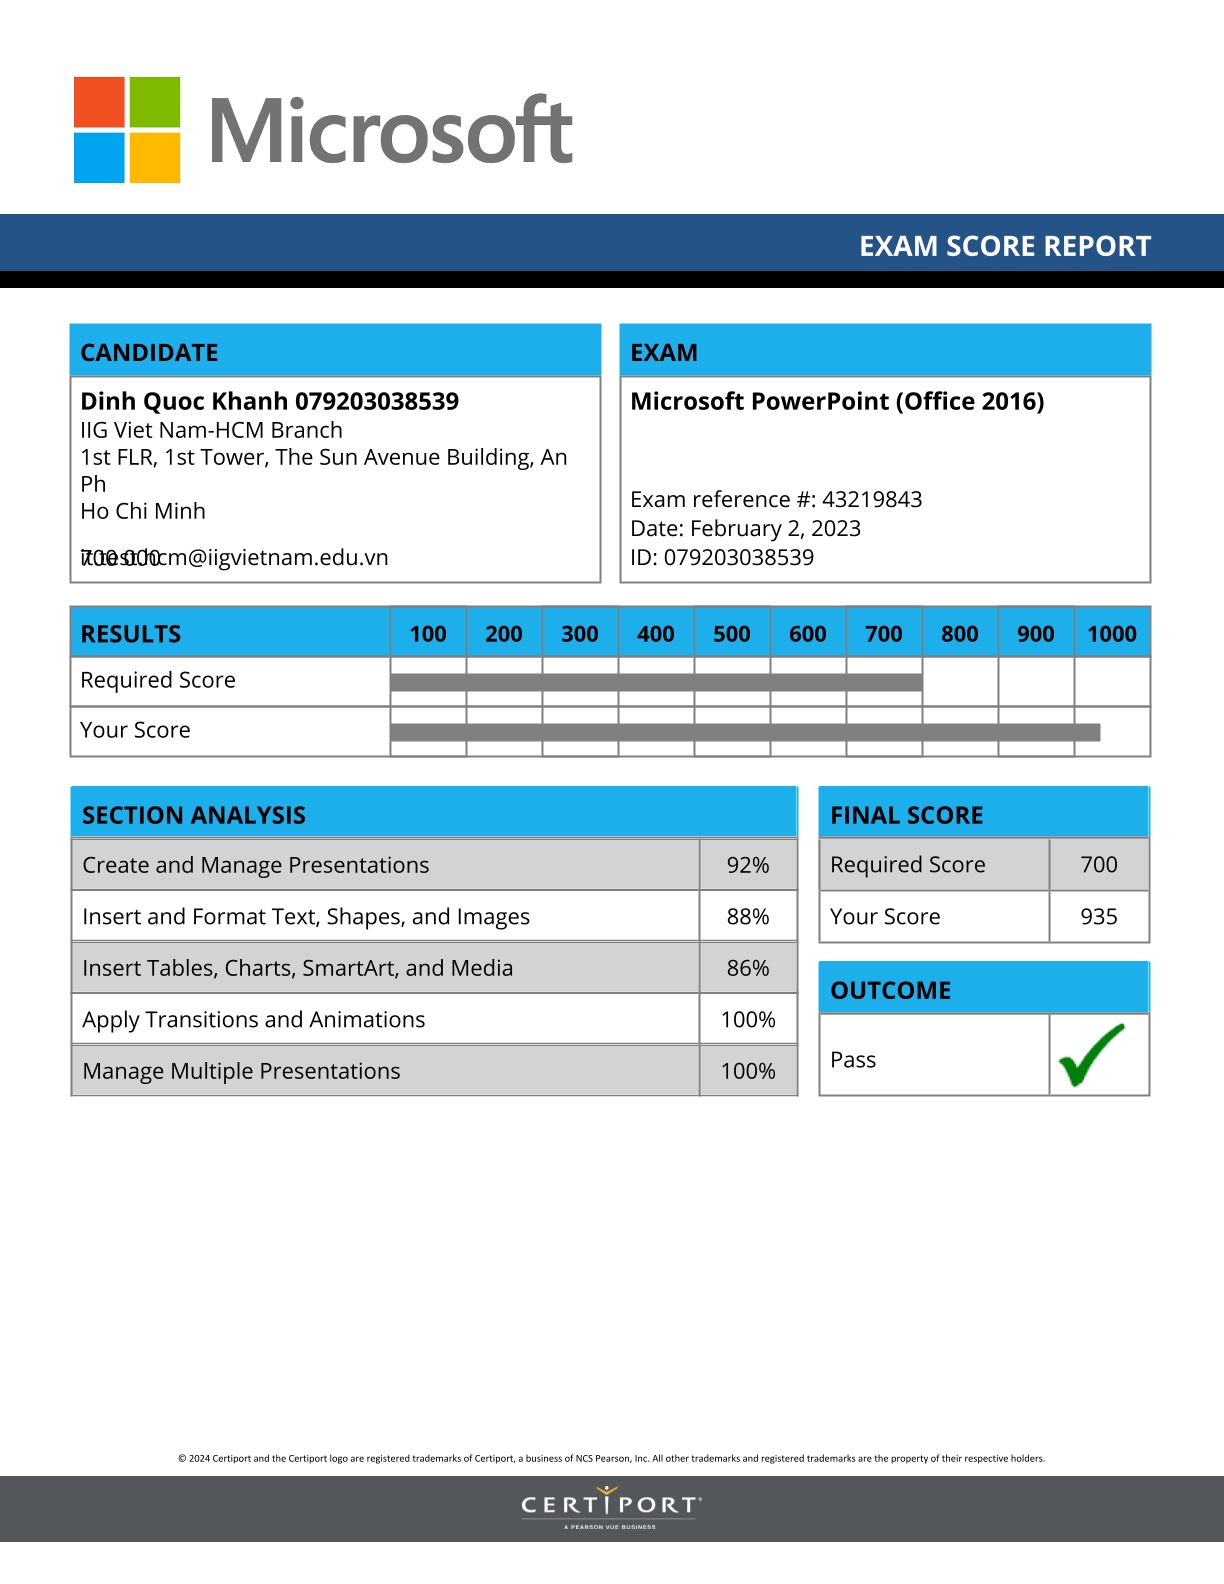 Microsoft
EXAM SCORE REPORT
CANDIDATE
Dinh Quoc Khanh 079203038539
IIG Viet Nam-HCM Branch
1st FLR, 1st Tower, The Sun Avenue Building, An
Ph
Ho Chi Minh
700 000
it.test.hcm@iigvietnam.edu.vn
EXAM
Microsoft PowerPoint (Office 2016)
Exam reference #: 43219843
Date: February 2, 2023
ID: 079203038539
RESULTS 100 200 300 400 500 600 700 800 900 1000
Required Score
Your Score
SECTION ANALYSIS
Create and Manage Presentations 92%
Insert and Format Text, Shapes, and Images 88%
Insert Tables, Charts, SmartArt, and Media 86%
Apply Transitions and Animations 100%
Manage Multiple Presentations 100%
FINAL SCORE
Required Score 700
Your Score 935
OUTCOME
Pass
© 2024 Certiport and the Certiport logo are registered trademarks of Certiport, a business of NCS Pearson, Inc. All other trademarks and registered trademarks are the property of their respective holders.
CERTIPORT®
A PEARSON VUE BUSINESS